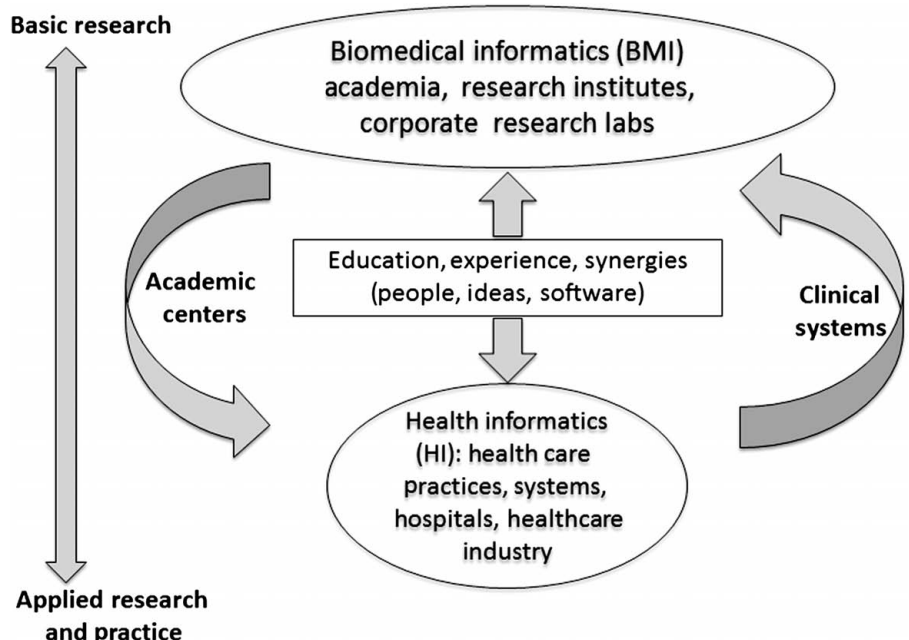 Basic research
Biomedical informatics (BMI)
academia, research institutes,
corporate research labs
Education, experience, synergies
(people, ideas, software)
Academic
centers
Clinical
systems
Health informatics
(HI): health care
practices, systems,
hospitals, healthcare
industry
Applied research
and practice